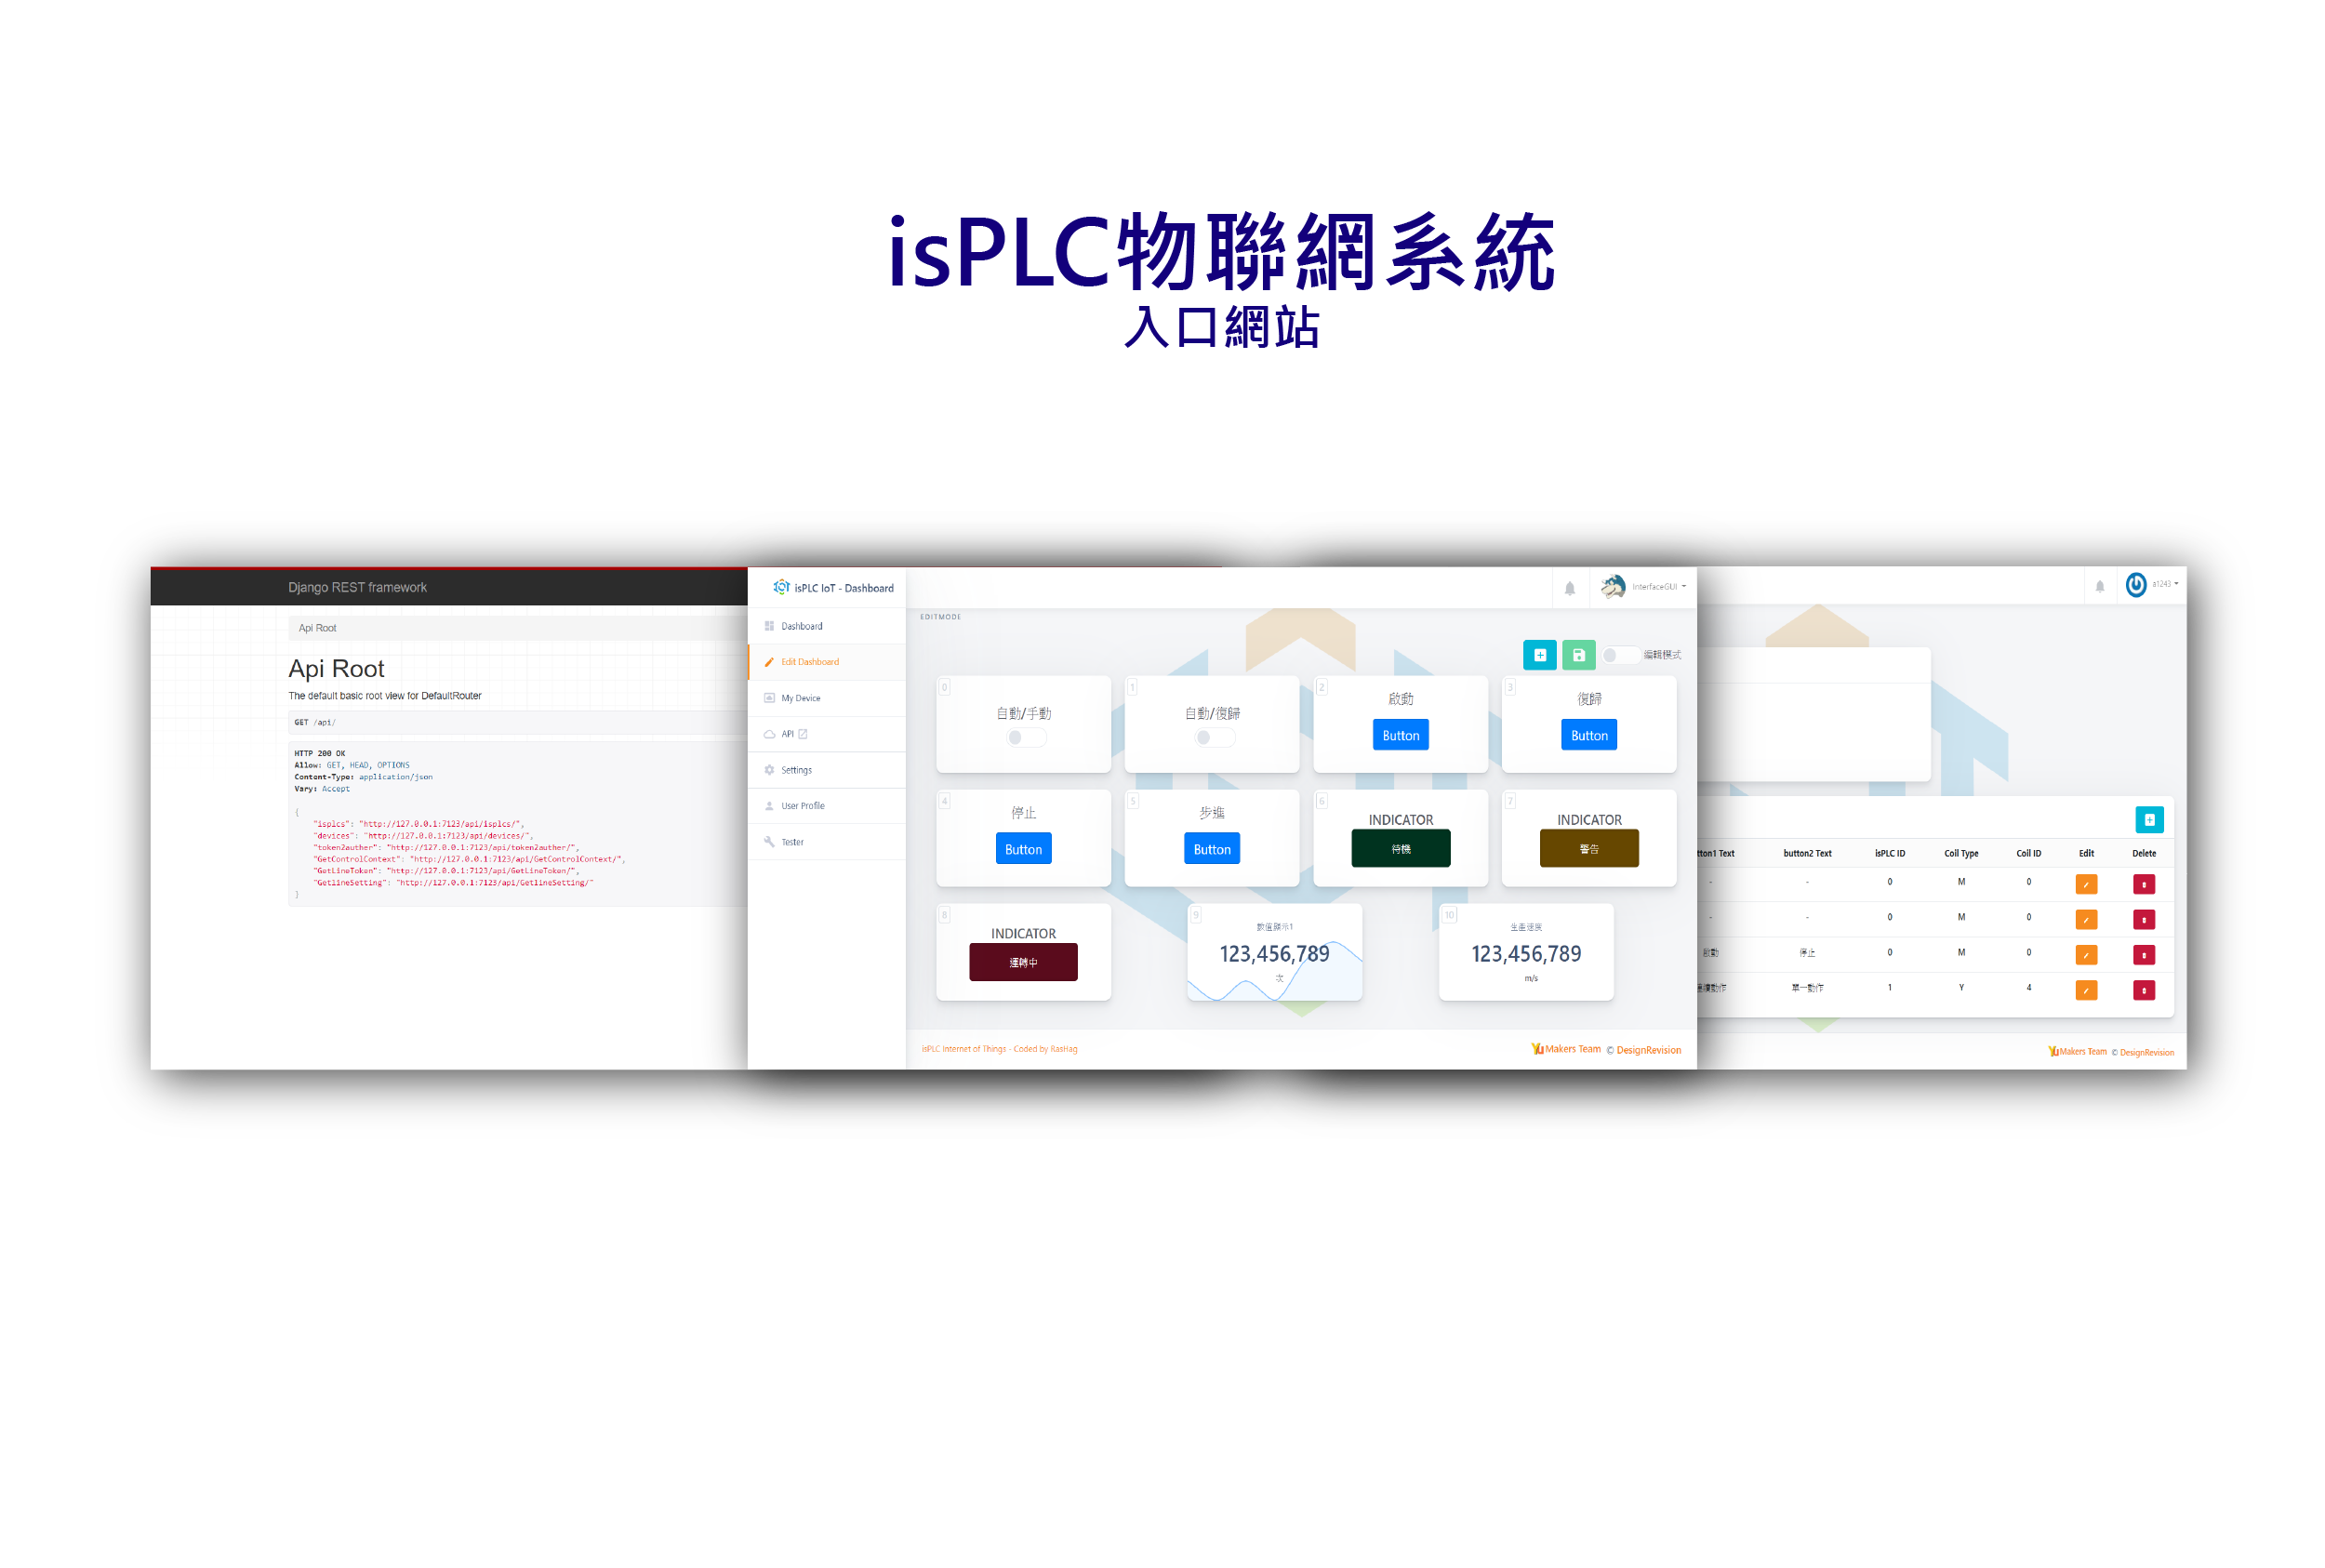 isPLC物聯網系統
入口網站
Django REST framework
Api Root
Api Root
The default basic root view for DefaultRouter
GET /api/
HTTP 200 OK
Allow: GET, HEAD, OPTIONS
Content-Type: application/json
Vary: Accept
{
"isplcs": "http://127.0.0.1:7123/api/isplcs/",
"devices": "http://127.0.0.1:7123/api/devices/",
"token2auther": "http://127.0.0.1:7123/api/token2auther/",
"GetControlContext": "http://127.0.0.1:7123/api/GetControlContext/",
"GetLineToken": "http://127.0.0.1:7123/api/GetLineToken/",
"GetlineSetting": "http://127.0.0.1:7123/api/GetlineSetting/"
}
IOT isPLC IoT - Dashboard
Dashboard
Edit Dashboard
My Device
API
Settings
User Profile
Tester
InterfaceGUI
EDITMODE
編輯模式
0 自動/手動
1 自動/復歸
2 啟動
Button
3 復歸
Button
4 停止
Button
5 步進
Button
6 INDICATOR
待機
7 INDICATOR
警告
8 INDICATOR
運轉中
9 數值顯示1
123,456,789
次
10 生產速度
123,456,789
m/s
isPLC Internet of Things - Coded by RasHag
Yu Makers Team © DesignRevision
a1243
tton1 Text button2 Text isPLC ID Coil Type Coil ID Edit Delete
- - 0 M 0
- - 0 M 0
啟動 停止 0 M 0
連續動作 單一動作 1 Y 4
Yu Makers Team © DesignRevision